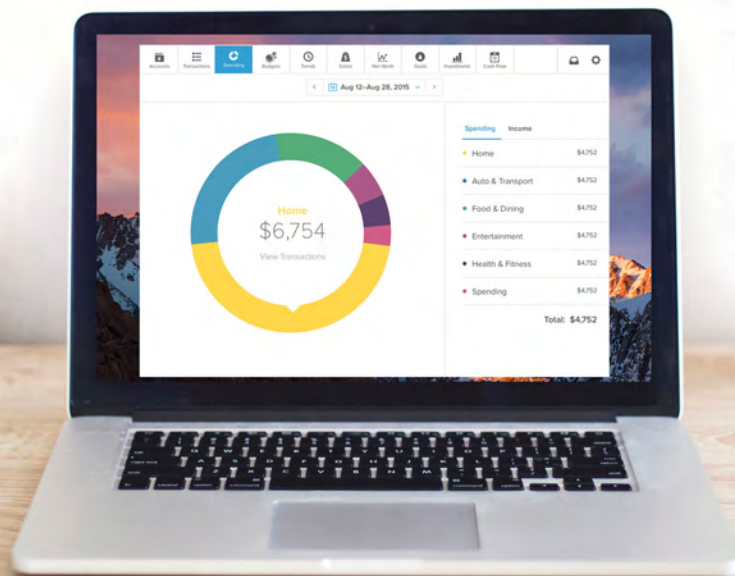 Accounts
Transactions
Spending
Budgets
Trends
Debts
Net Worth
Goals
Investments
Cash Flow
Aug 12–Aug 28, 2015
Home
$6,754
View Transactions
Spending Income
Home $4,752
Auto & Transport $4,752
Food & Dining $4,752
Entertainment $4,752
Health & Fitness $4,752
Spending $4,752
Total: $4,752